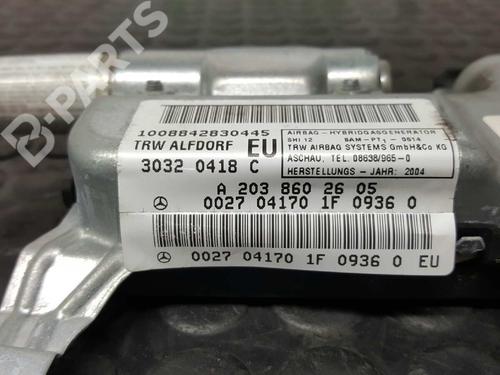 B-PARTS
1008842830445
TRW ALFDORF EU
3032 0418 C
AIRBAG - HYBRIDGASGENERATOR
SHI 12 BAM-PT₁ - 0514
TRW AIRBAG SYSTEMS GmbH&Co KG
ASCHAU, TEL. 08638/965-0
HERSTELLUNGS - JAHR: 2004
A 203 860 26 05
0027 04170 1F 0936 0
0027 04170 1F 0936 0 EU